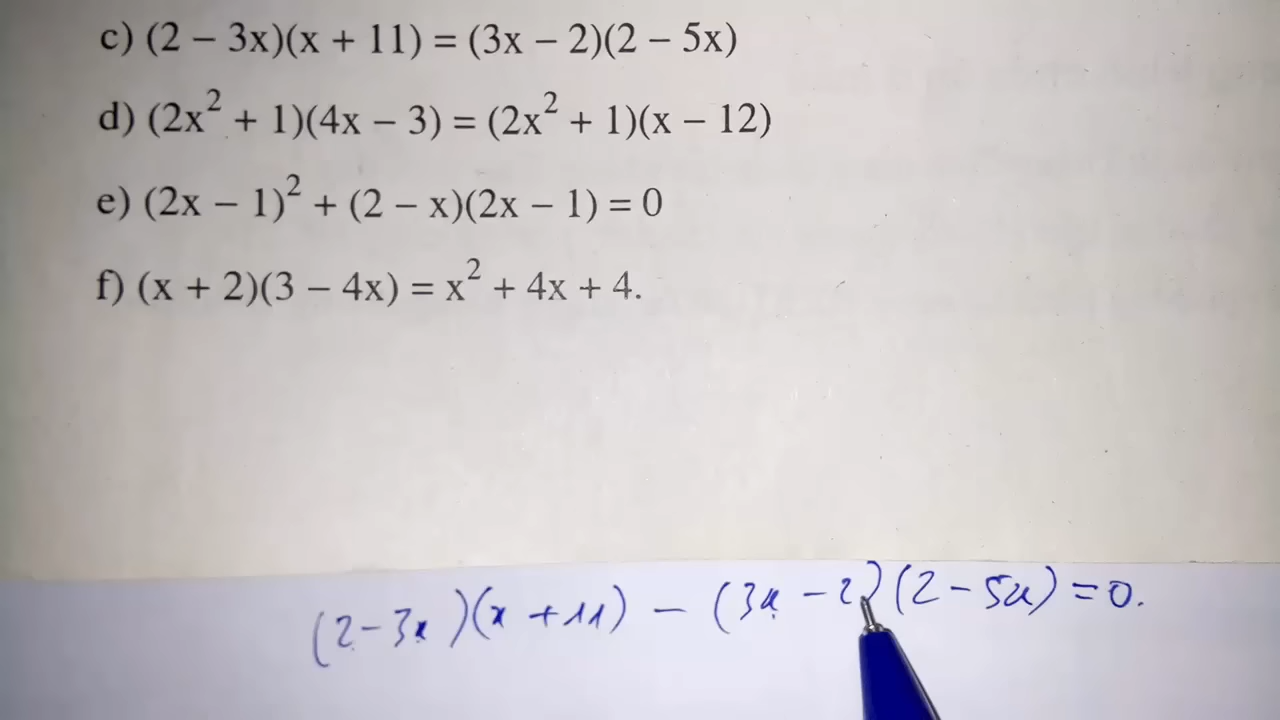 c) (2 − 3x)(x + 11) = (3x − 2)(2 − 5x)
d) (2x² + 1)(4x − 3) = (2x² + 1)(x − 12)
e) (2x − 1)² + (2 − x)(2x − 1) = 0
f) (x + 2)(3 − 4x) = x² + 4x + 4.
(2 − 3x)(x + 11) − (3x − 2)(2 − 5x) = 0.